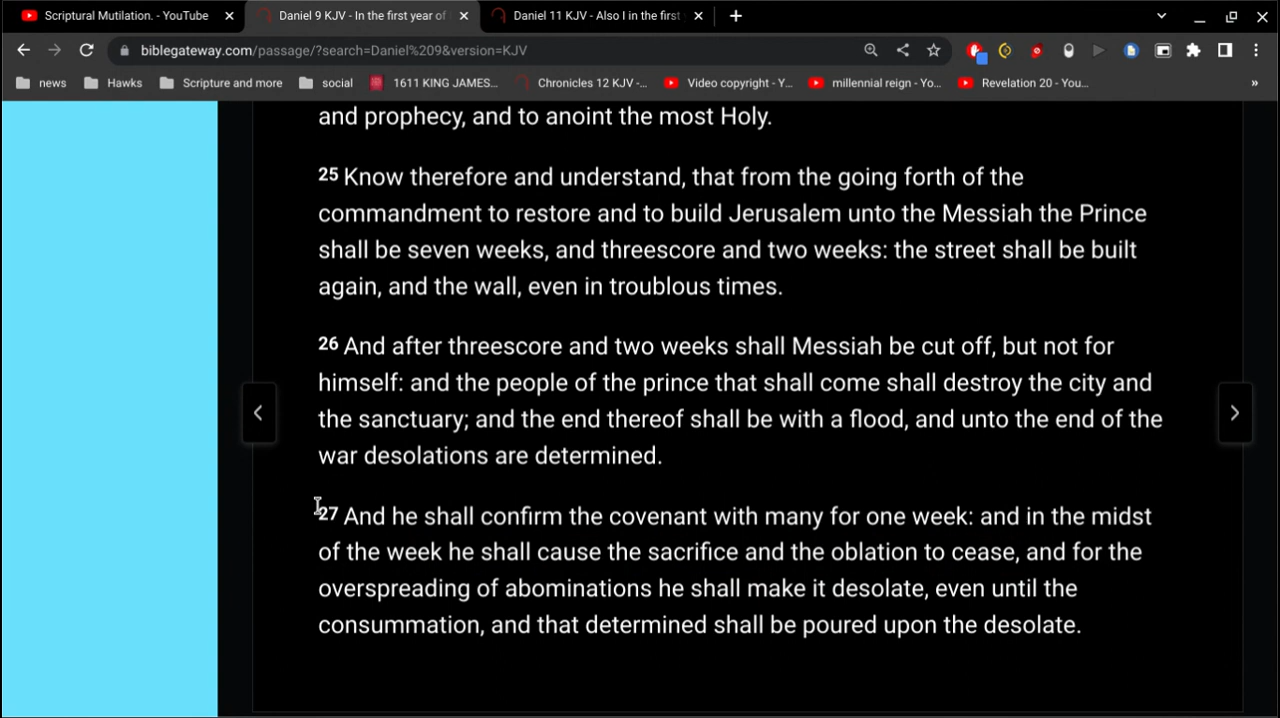 Scriptural Mutilation. - YouTube
Daniel 9 KJV - In the first year of
Daniel 11 KJV - Also I in the first
biblegateway.com/passage/?search=Daniel%209&version=KJV
news
Hawks
Scripture and more
social
1611 KING JAMES...
Chronicles 12 KJV -...
Video copyright - Y...
millennial reign - Yo...
Revelation 20 - You...
»
and prophecy, and to anoint the most Holy.
25 Know therefore and understand, that from the going forth of the
commandment to restore and to build Jerusalem unto the Messiah the Prince
shall be seven weeks, and threescore and two weeks: the street shall be built
again, and the wall, even in troublous times.
26 And after threescore and two weeks shall Messiah be cut off, but not for
himself: and the people of the prince that shall come shall destroy the city and
the sanctuary; and the end thereof shall be with a flood, and unto the end of the
war desolations are determined.
27 And he shall confirm the covenant with many for one week: and in the midst
of the week he shall cause the sacrifice and the oblation to cease, and for the
overspreading of abominations he shall make it desolate, even until the
consummation, and that determined shall be poured upon the desolate.